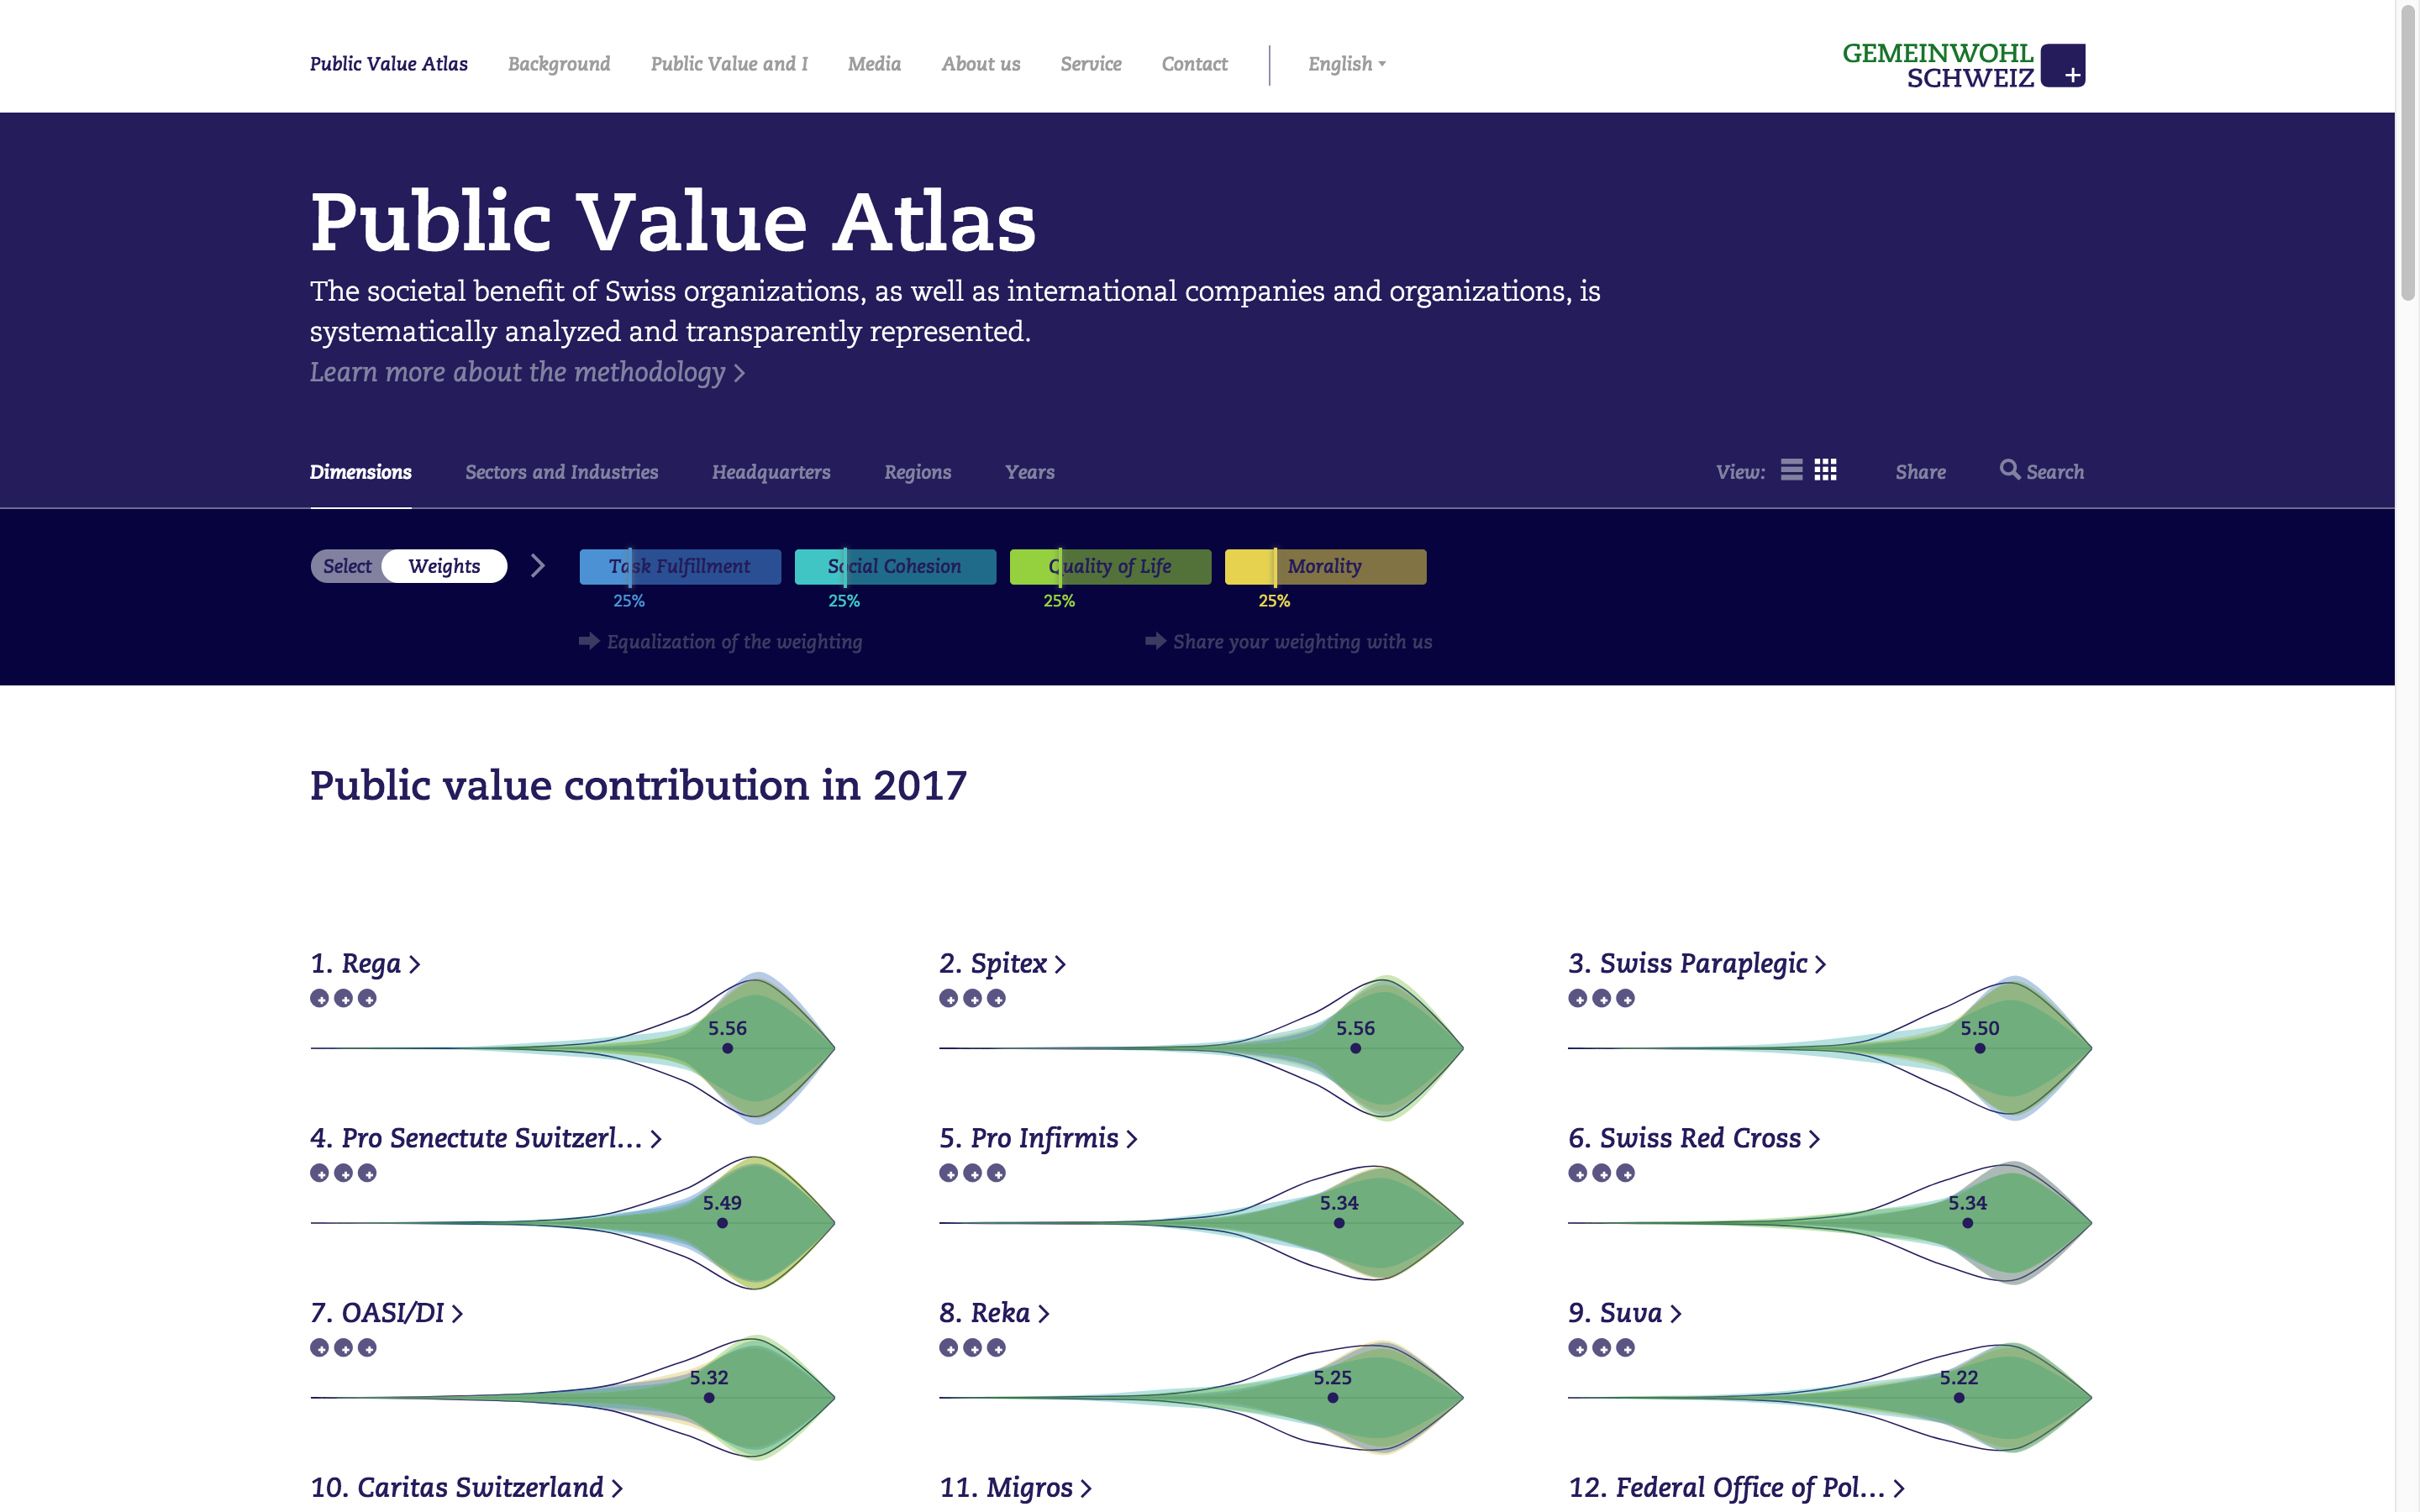 Public Value Atlas Background Public Value and I Media About us Service Contact English
GEMEINWOHL
SCHWEIZ
Public Value Atlas
The societal benefit of Swiss organizations, as well as international companies and organizations, is
systematically analyzed and transparently represented.
Learn more about the methodology
Dimensions Sectors and Industries Headquarters Regions Years View: Share Search
Select Weights Task Fulfillment Social Cohesion Quality of Life Morality
25% 25% 25% 25%
Equalization of the weighting Share your weighting with us
Public value contribution in 2017
1. Rega
5.56
2. Spitex
5.56
3. Swiss Paraplegic
5.50
4. Pro Senectute Switzerl...
5.49
5. Pro Infirmis
5.34
6. Swiss Red Cross
5.34
7. OASI/DI
5.32
8. Reka
5.25
9. Suva
5.22
10. Caritas Switzerland
11. Migros
12. Federal Office of Pol...